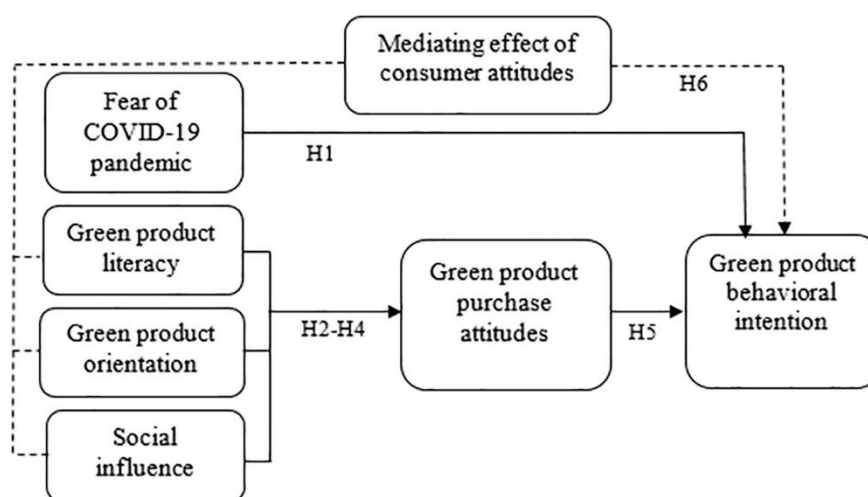 Mediating effect of
consumer attitudes
H6
Fear of
COVID-19
pandemic
H1
Green product
literacy
Green product
orientation
Social
influence
H2-H4
Green product
purchase
attitudes
H5
Green product
behavioral
intention